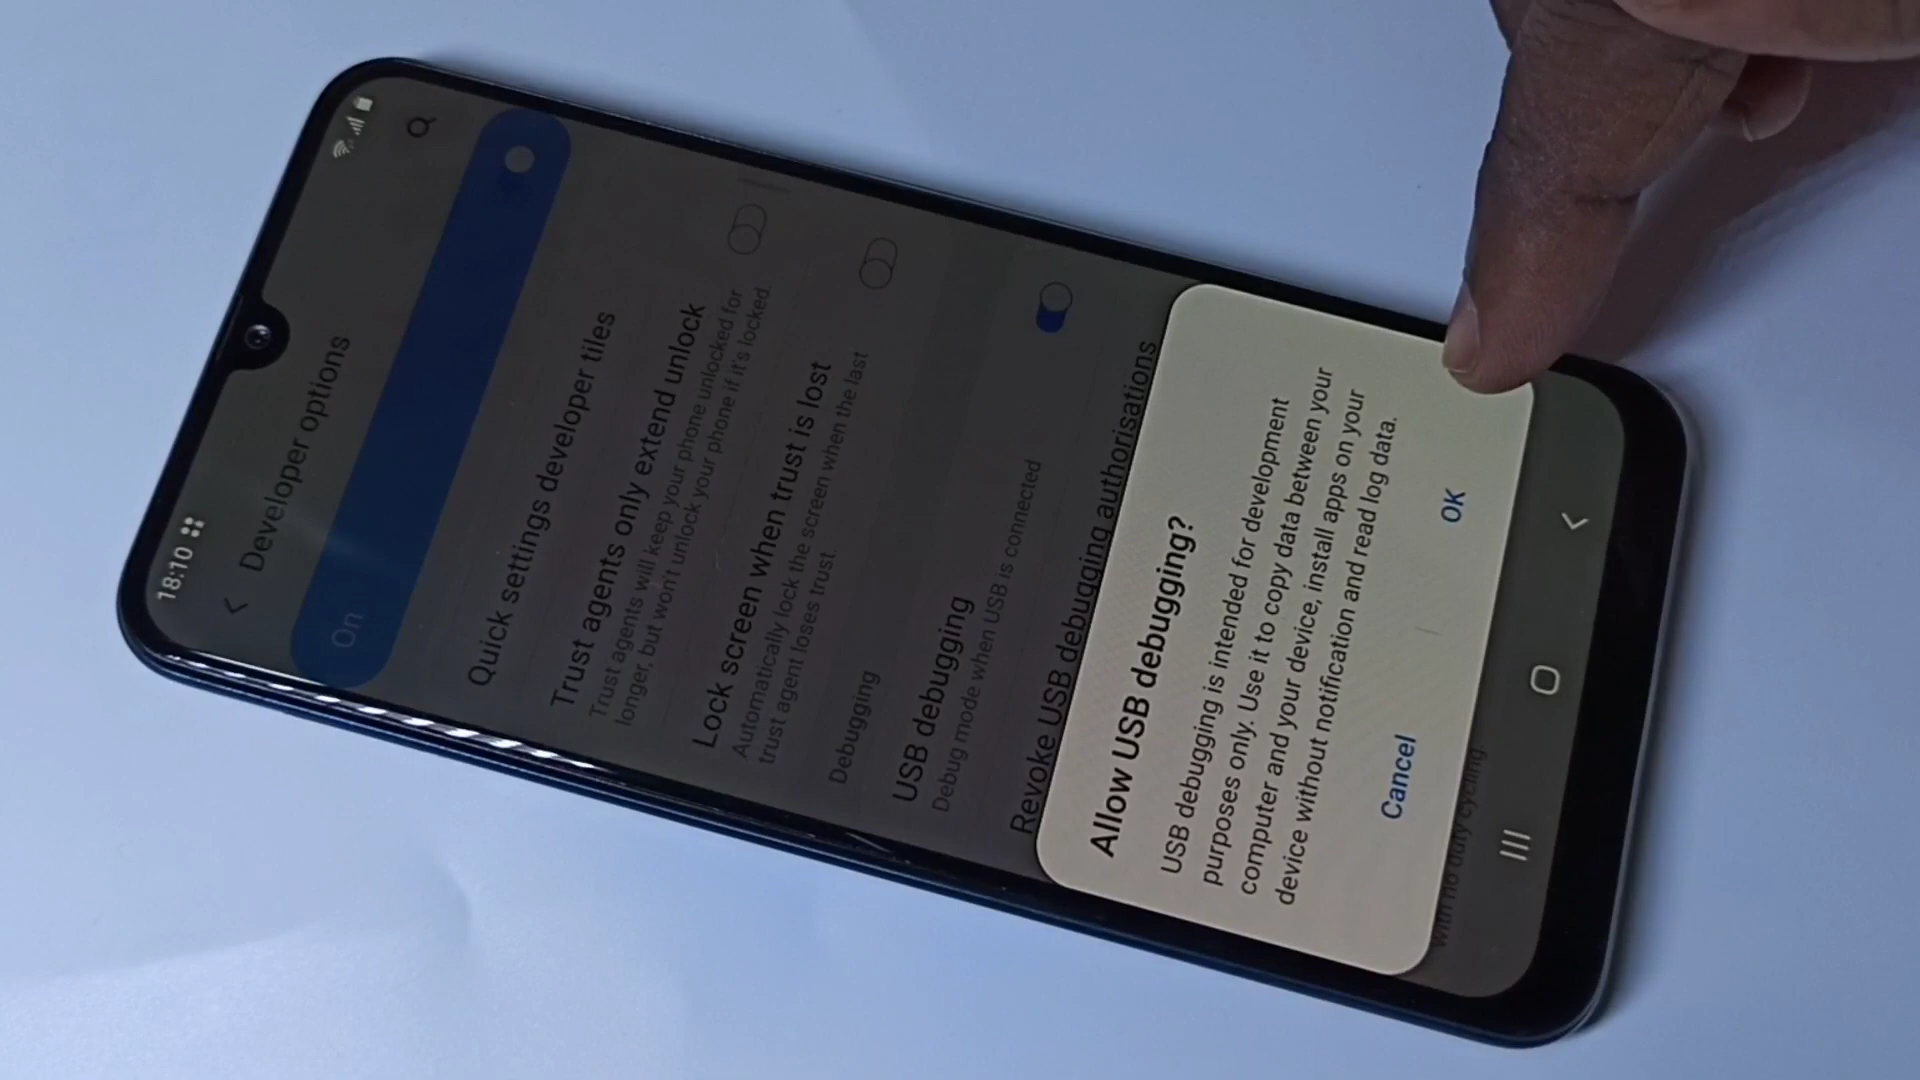 18:10
Developer options
On
Quick settings developer tiles
Trust agents only extend unlock
Trust agents will keep your phone unlocked for
longer, but won't unlock your phone if it's locked.
Lock screen when trust is lost
Automatically lock the screen when the last
trust agent loses trust.
Debugging
USB debugging
Debug mode when USB is connected
Revoke USB debugging authorisations
Allow USB debugging?
USB debugging is intended for development
purposes only. Use it to copy data between your
computer and your device, install apps on your
device without notification and read log data.
Cancel
OK
with no duty cycling